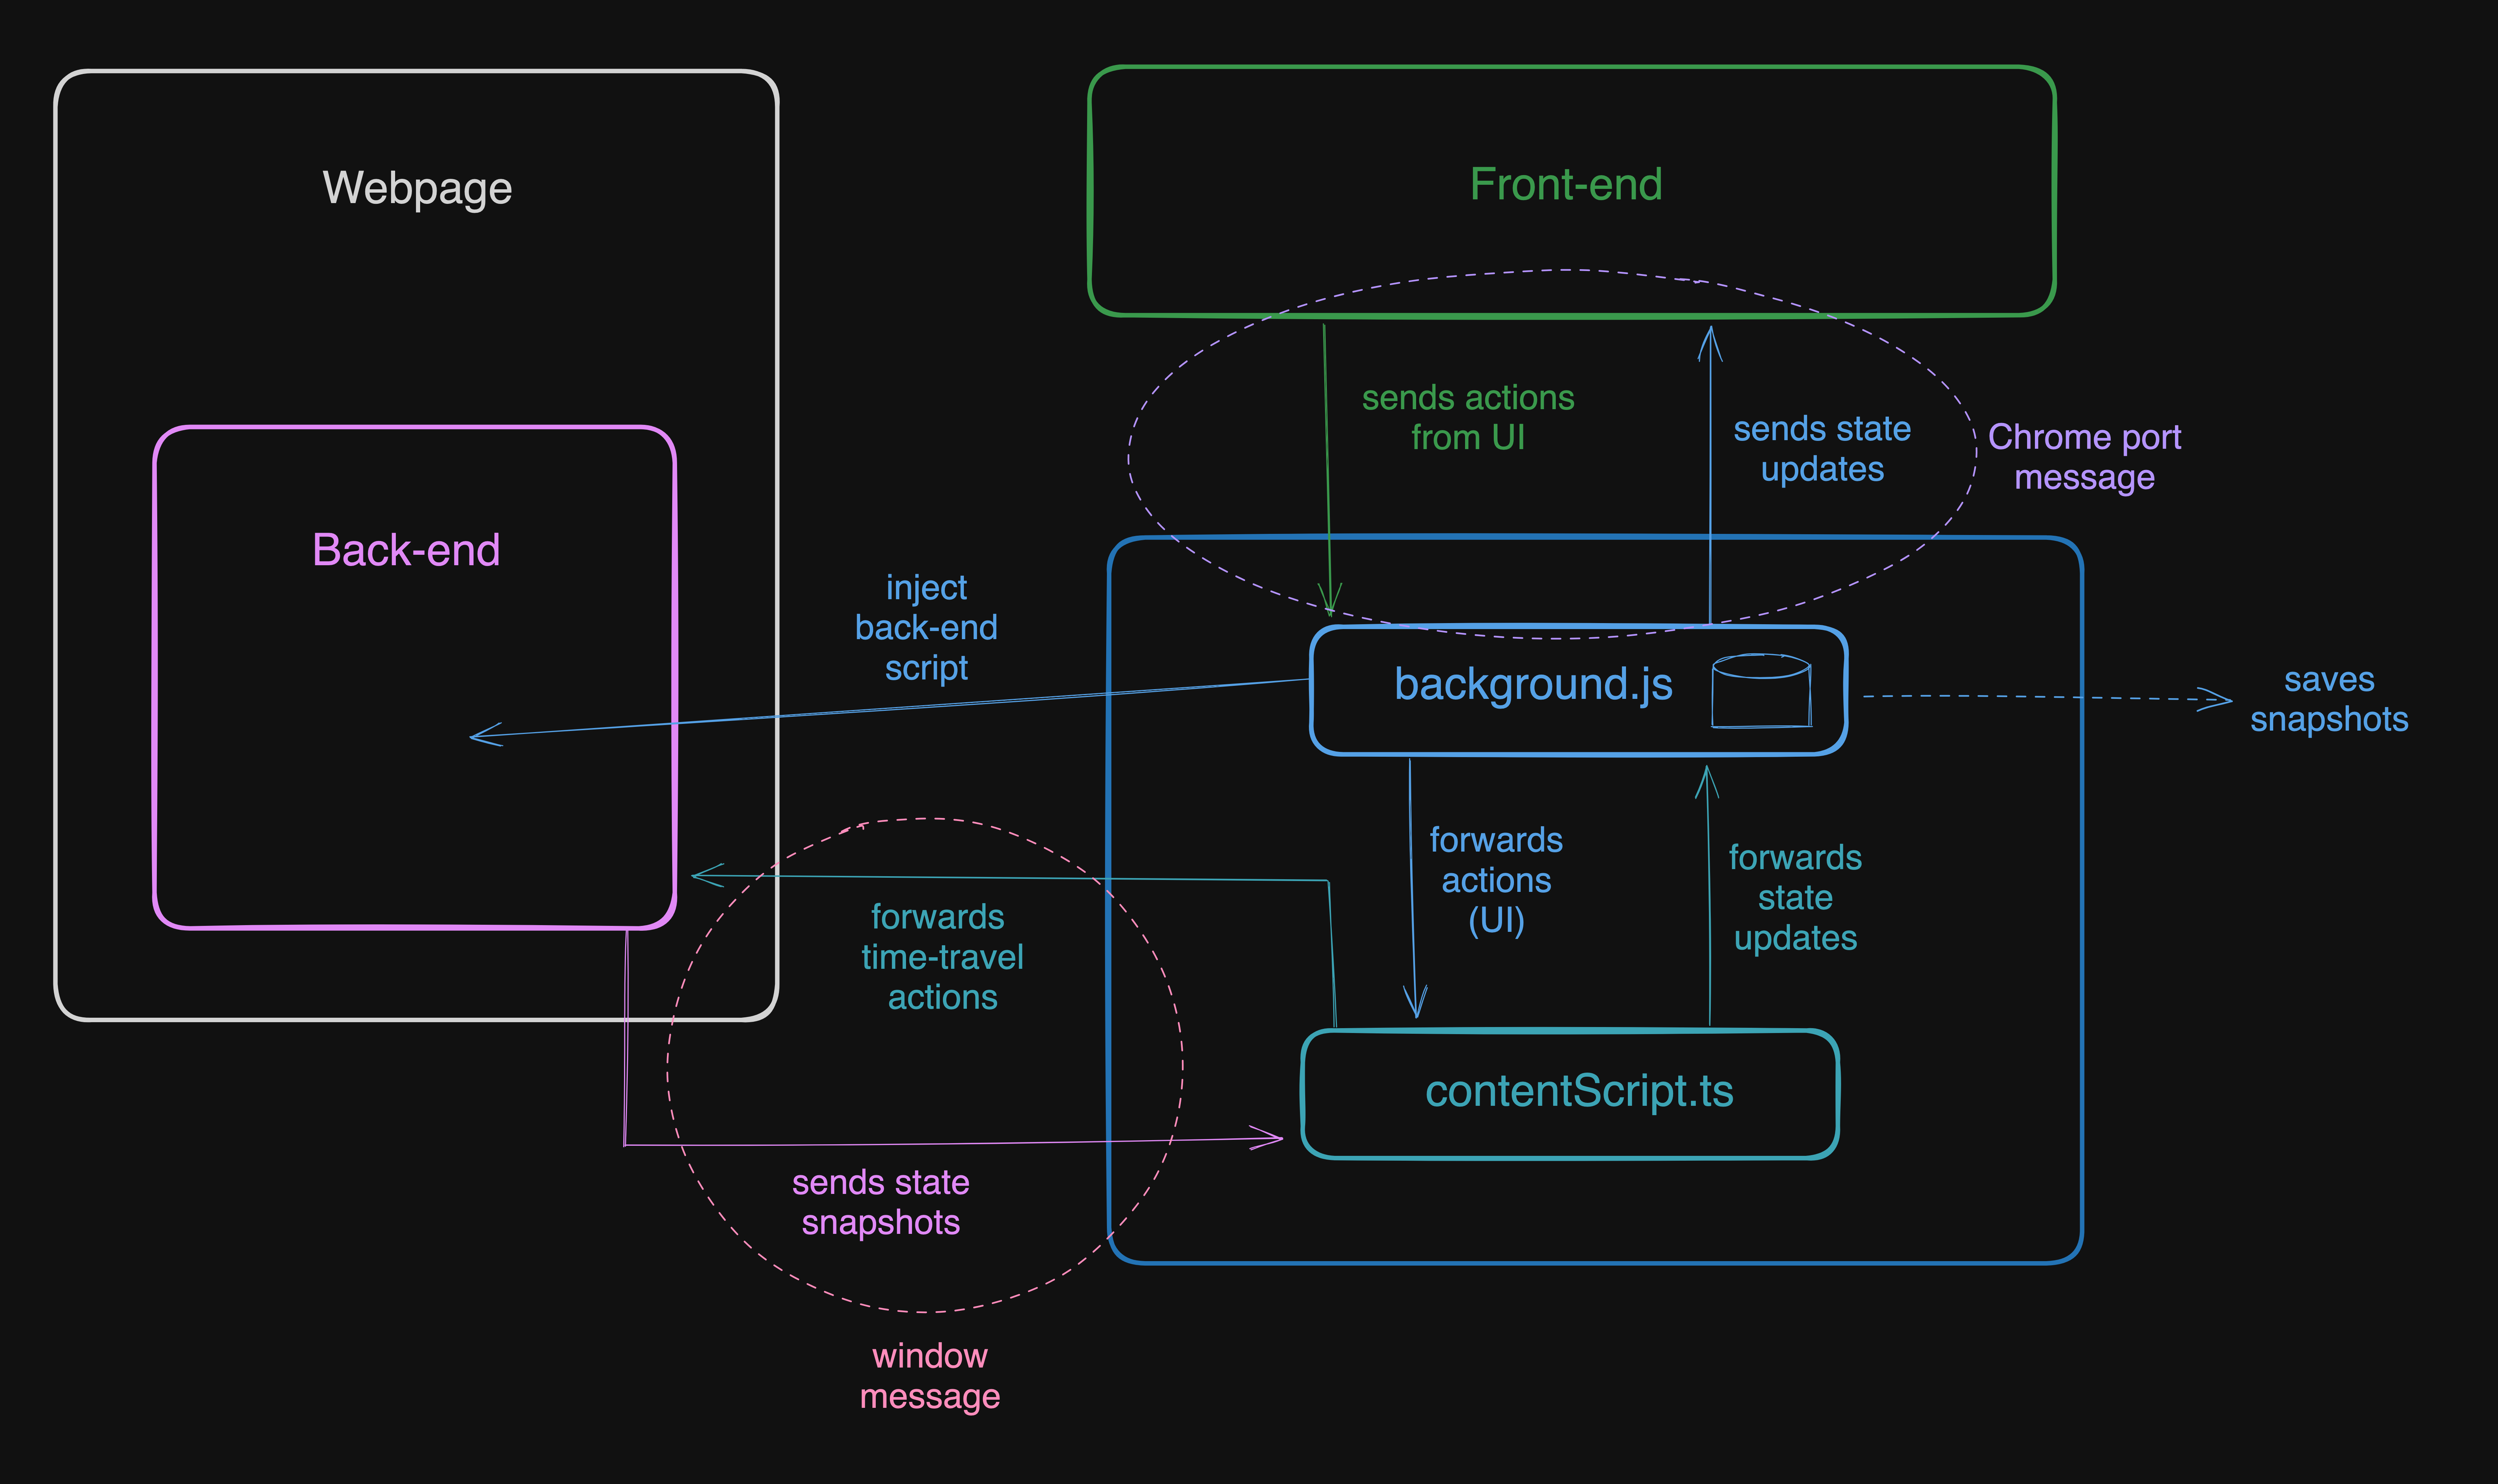 Webpage
Front-end
sends actions
from UI
sends state
updates
Chrome port
message
Back-end
inject
back-end
script
background.js
saves
snapshots
forwards
actions
(UI)
forwards
state
updates
forwards
time-travel
actions
contentScript.ts
sends state
snapshots
window
message